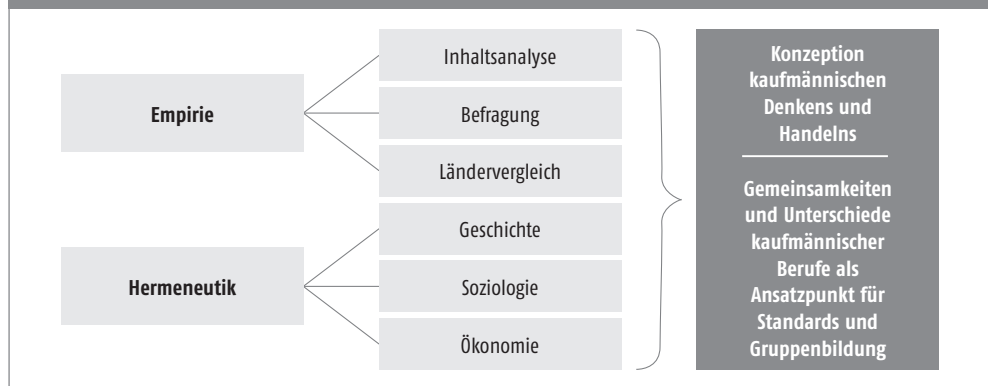 Empirie
Inhaltsanalyse
Befragung
Ländervergleich
Hermeneutik
Geschichte
Soziologie
Ökonomie
Konzeption
kaufmännischen
Denkens und
Handelns
Gemeinsamkeiten
und Unterschiede
kaufmännischer
Berufe als
Ansatzpunkt für
Standards und
Gruppenbildung